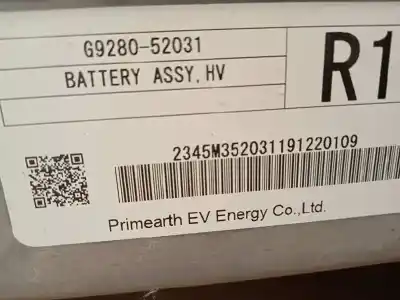 G9280-52031
BATTERY ASSY, HV
R1
2345M352031191220109
Primearth EV Energy Co.,Ltd.